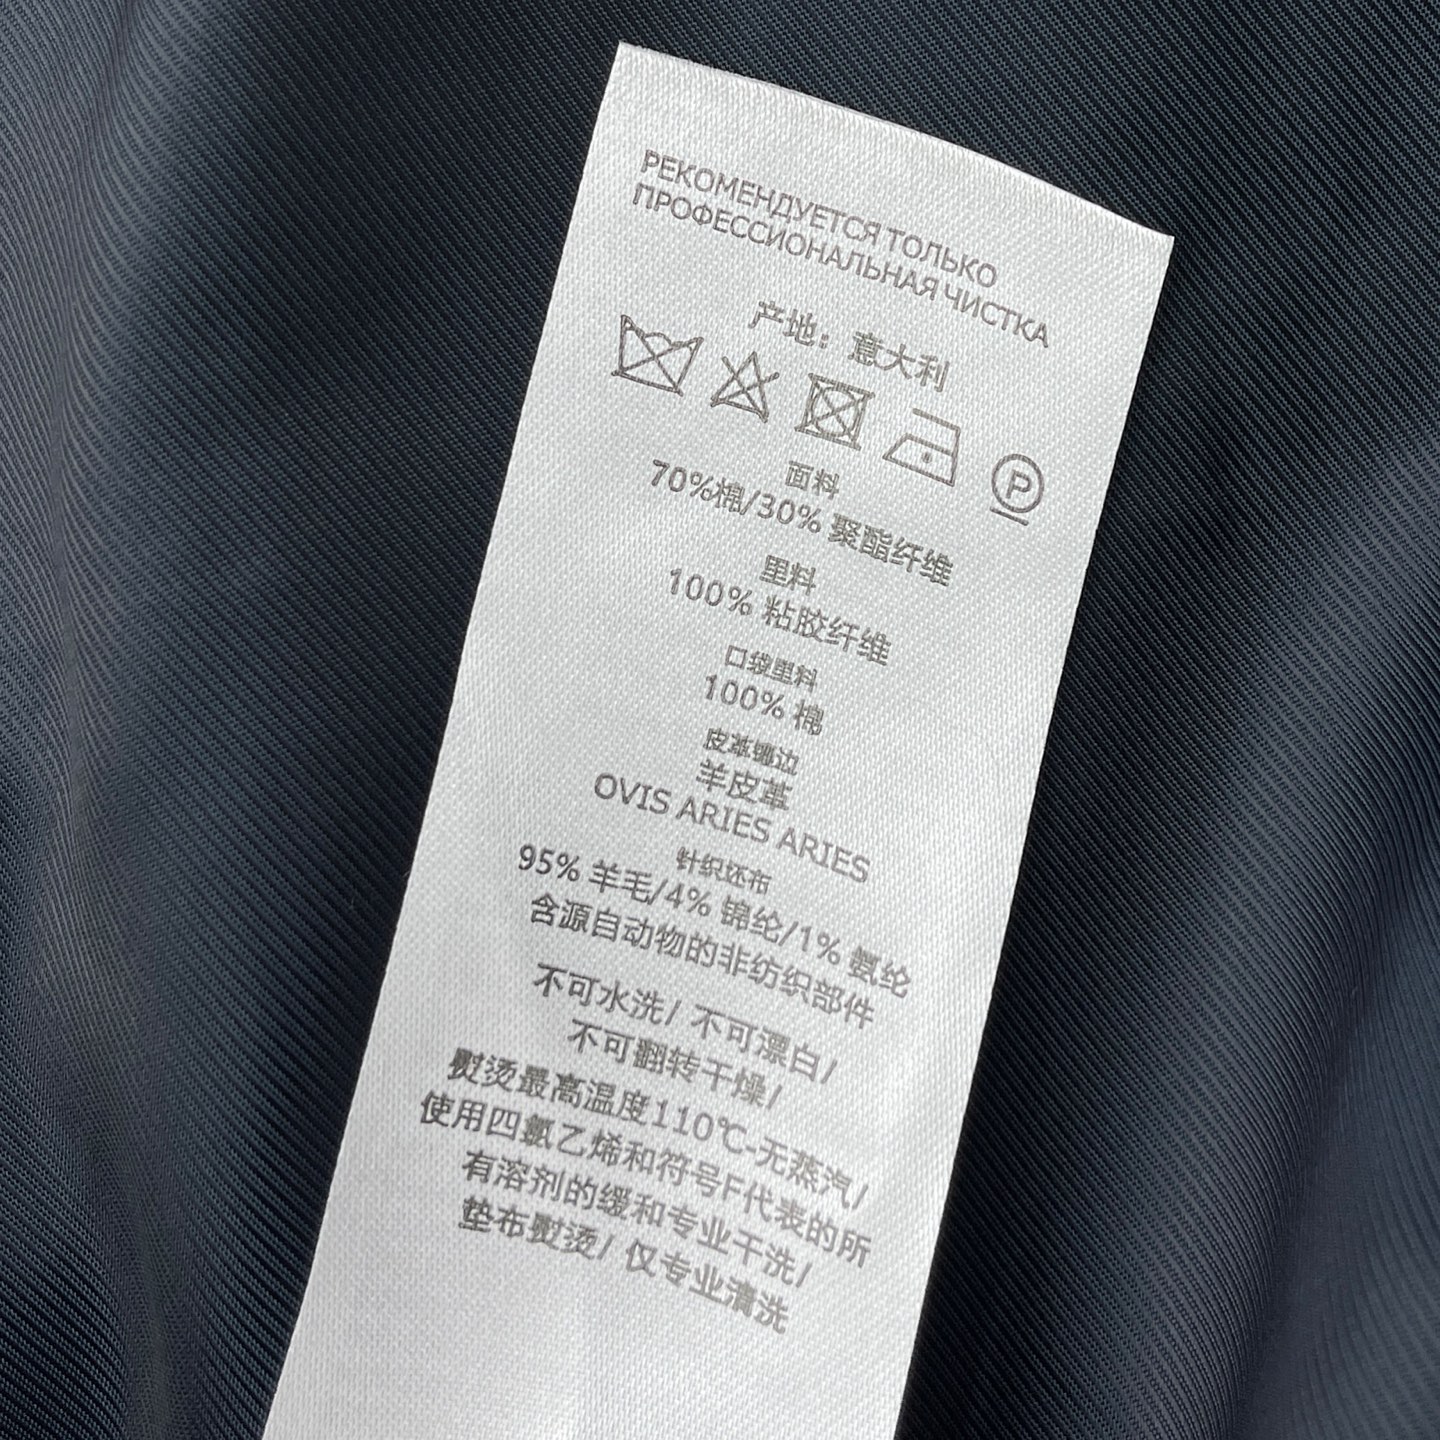 РЕКОМЕНДУЕТСЯ ТОЛЬКО
ПРОФЕССИОНАЛЬНАЯ ЧИСТКА
产地：意大利
P
面料
70%棉/30% 聚酯纤维
里料
100% 粘胶纤维
口袋里料
100% 棉
皮革镶边
羊皮革
OVIS ARIES ARIES
针织坯布
95% 羊毛/4% 锦纶/1% 氨纶
含源自动物的非纺织部件
不可水洗/ 不可漂白/
不可翻转干燥/
熨烫最高温度110℃-无蒸汽/
使用四氯乙烯和符号F代表的所
有溶剂的缓和专业干洗/
垫布熨烫/ 仅专业清洗